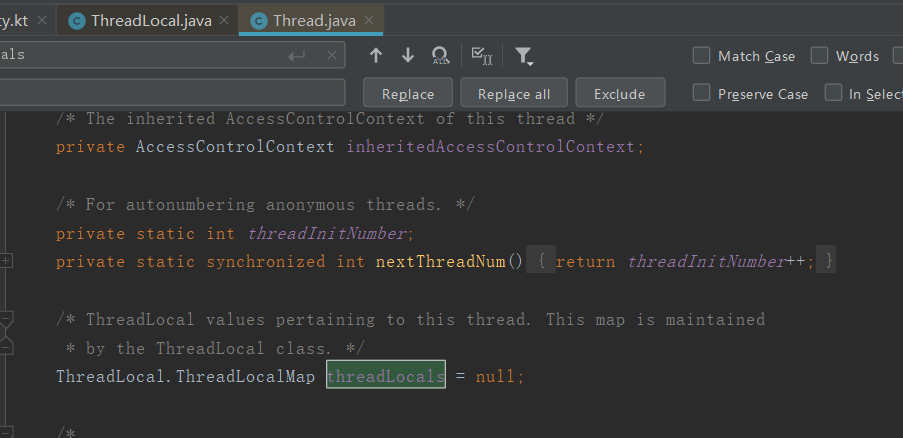 ty.kt ThreadLocal.java Thread.java
als Match Case Words
Replace Replace all Exclude Preserve Case In Selec
/* The inherited AccessControlContext of this thread */
private AccessControlContext inheritedAccessControlContext;
/* For autonumbering anonymous threads. */
private static int threadInitNumber;
private static synchronized int nextThreadNum() { return threadInitNumber++; }
/* ThreadLocal values pertaining to this thread. This map is maintained
* by the ThreadLocal class. */
ThreadLocal.ThreadLocalMap threadLocals = null;
/*